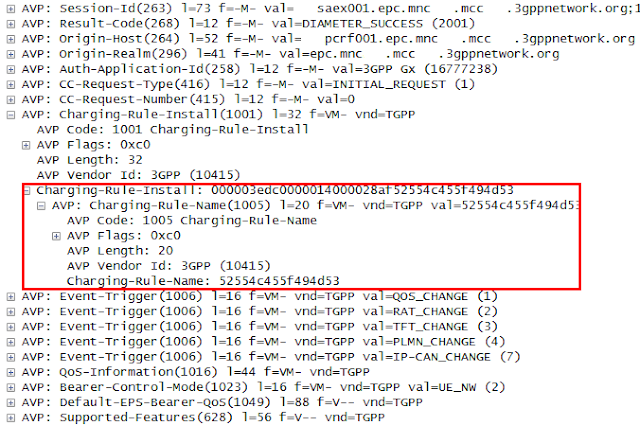 AVP: Session-Id(263) l=73 f=-M- val= saex001.epc.mnc .mcc .3gppnetwork.org;1
AVP: Result-Code(268) l=12 f=-M- val=DIAMETER_SUCCESS (2001)
AVP: Origin-Host(264) l=52 f=-M- val= pcrf001.epc.mnc .mcc .3gppnetwork.org
AVP: Origin-Realm(296) l=41 f=-M- val=epc.mnc .mcc .3gppnetwork.org
AVP: Auth-Application-Id(258) l=12 f=-M- val=3GPP Gx (16777238)
AVP: CC-Request-Type(416) l=12 f=-M- val=INITIAL_REQUEST (1)
AVP: CC-Request-Number(415) l=12 f=-M- val=0
AVP: Charging-Rule-Install(1001) l=32 f=VM- vnd=TGPP
AVP Code: 1001 Charging-Rule-Install
AVP Flags: 0xc0
AVP Length: 32
AVP Vendor Id: 3GPP (10415)
Charging-Rule-Install: 000003edc0000014000028af52554c455f494d53
AVP: Charging-Rule-Name(1005) l=20 f=VM- vnd=TGPP val=52554c455f494d53
AVP Code: 1005 Charging-Rule-Name
AVP Flags: 0xc0
AVP Length: 20
AVP Vendor Id: 3GPP (10415)
Charging-Rule-Name: 52554c455f494d53
AVP: Event-Trigger(1006) l=16 f=VM- vnd=TGPP val=QOS_CHANGE (1)
AVP: Event-Trigger(1006) l=16 f=VM- vnd=TGPP val=RAT_CHANGE (2)
AVP: Event-Trigger(1006) l=16 f=VM- vnd=TGPP val=TFT_CHANGE (3)
AVP: Event-Trigger(1006) l=16 f=VM- vnd=TGPP val=PLMN_CHANGE (4)
AVP: Event-Trigger(1006) l=16 f=VM- vnd=TGPP val=IP-CAN_CHANGE (7)
AVP: QoS-Information(1016) l=44 f=VM- vnd=TGPP
AVP: Bearer-Control-Mode(1023) l=16 f=VM- vnd=TGPP val=UE_NW (2)
AVP: Default-EPS-Bearer-QoS(1049) l=88 f=V-- vnd=TGPP
AVP: Supported-Features(628) l=56 f=V-- vnd=TGPP